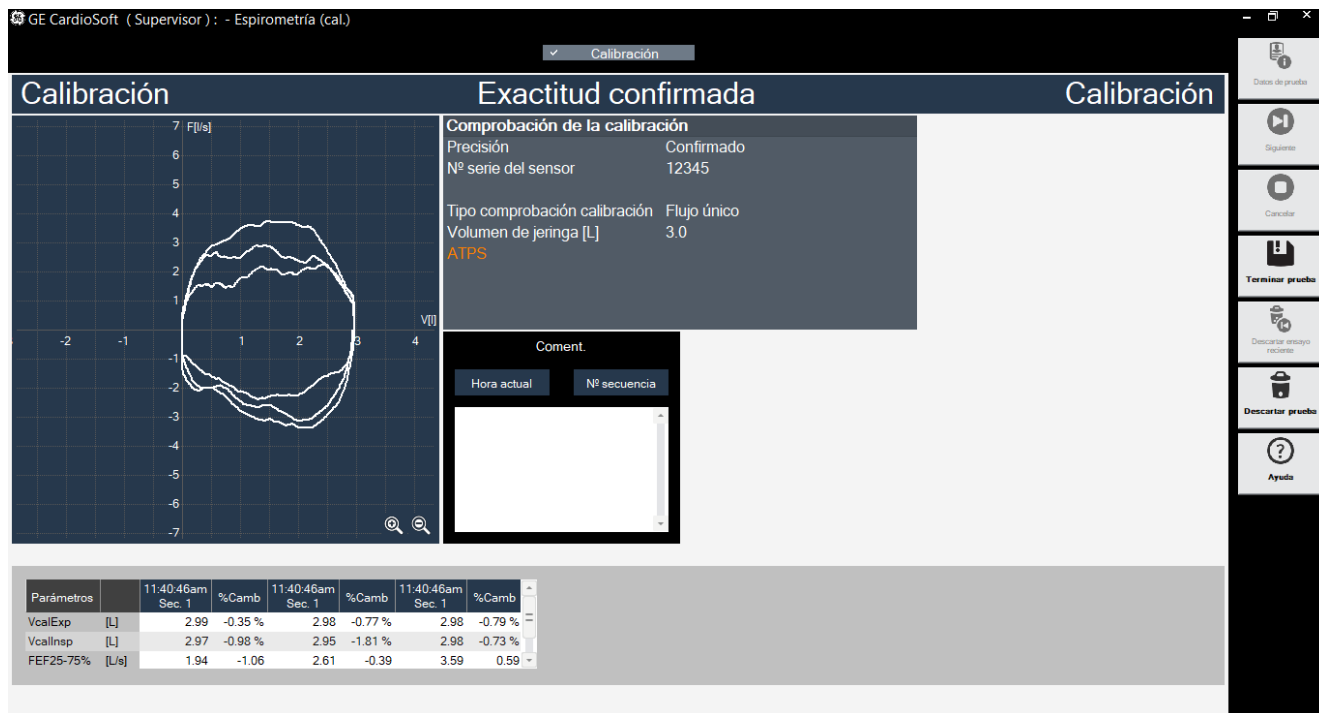 GE CardioSoft ( Supervisor ) : - Espirometría (cal.)
✓ Calibración
Calibración Exactitud confirmada Calibración
7 F[l/s]
6
5
4
3
2
1
V[l]
-2 -1 1 2 3 4
-1
-2
-3
-4
-5
-6
-7
Comprobación de la calibración
Precisión Confirmado
Nº serie del sensor 12345
Tipo comprobación calibración Flujo único
Volumen de jeringa [L] 3.0
ATPS
Coment.
Hora actual Nº secuencia
Parámetros 11:40:46am Sec. 1 %Camb 11:40:46am Sec. 1 %Camb 11:40:46am Sec. 1 %Camb
VcalExp [L] 2.99 -0.35 % 2.98 -0.77 % 2.98 -0.79 %
VcalInsp [L] 2.97 -0.98 % 2.95 -1.81 % 2.98 -0.73 %
FEF25-75% [L/s] 1.94 -1.06 2.61 -0.39 3.59 0.59
Datos de prueba
Siguiente
Cancelar
Terminar prueba
Descartar ensayo
reciente
Descartar prueba
Ayuda